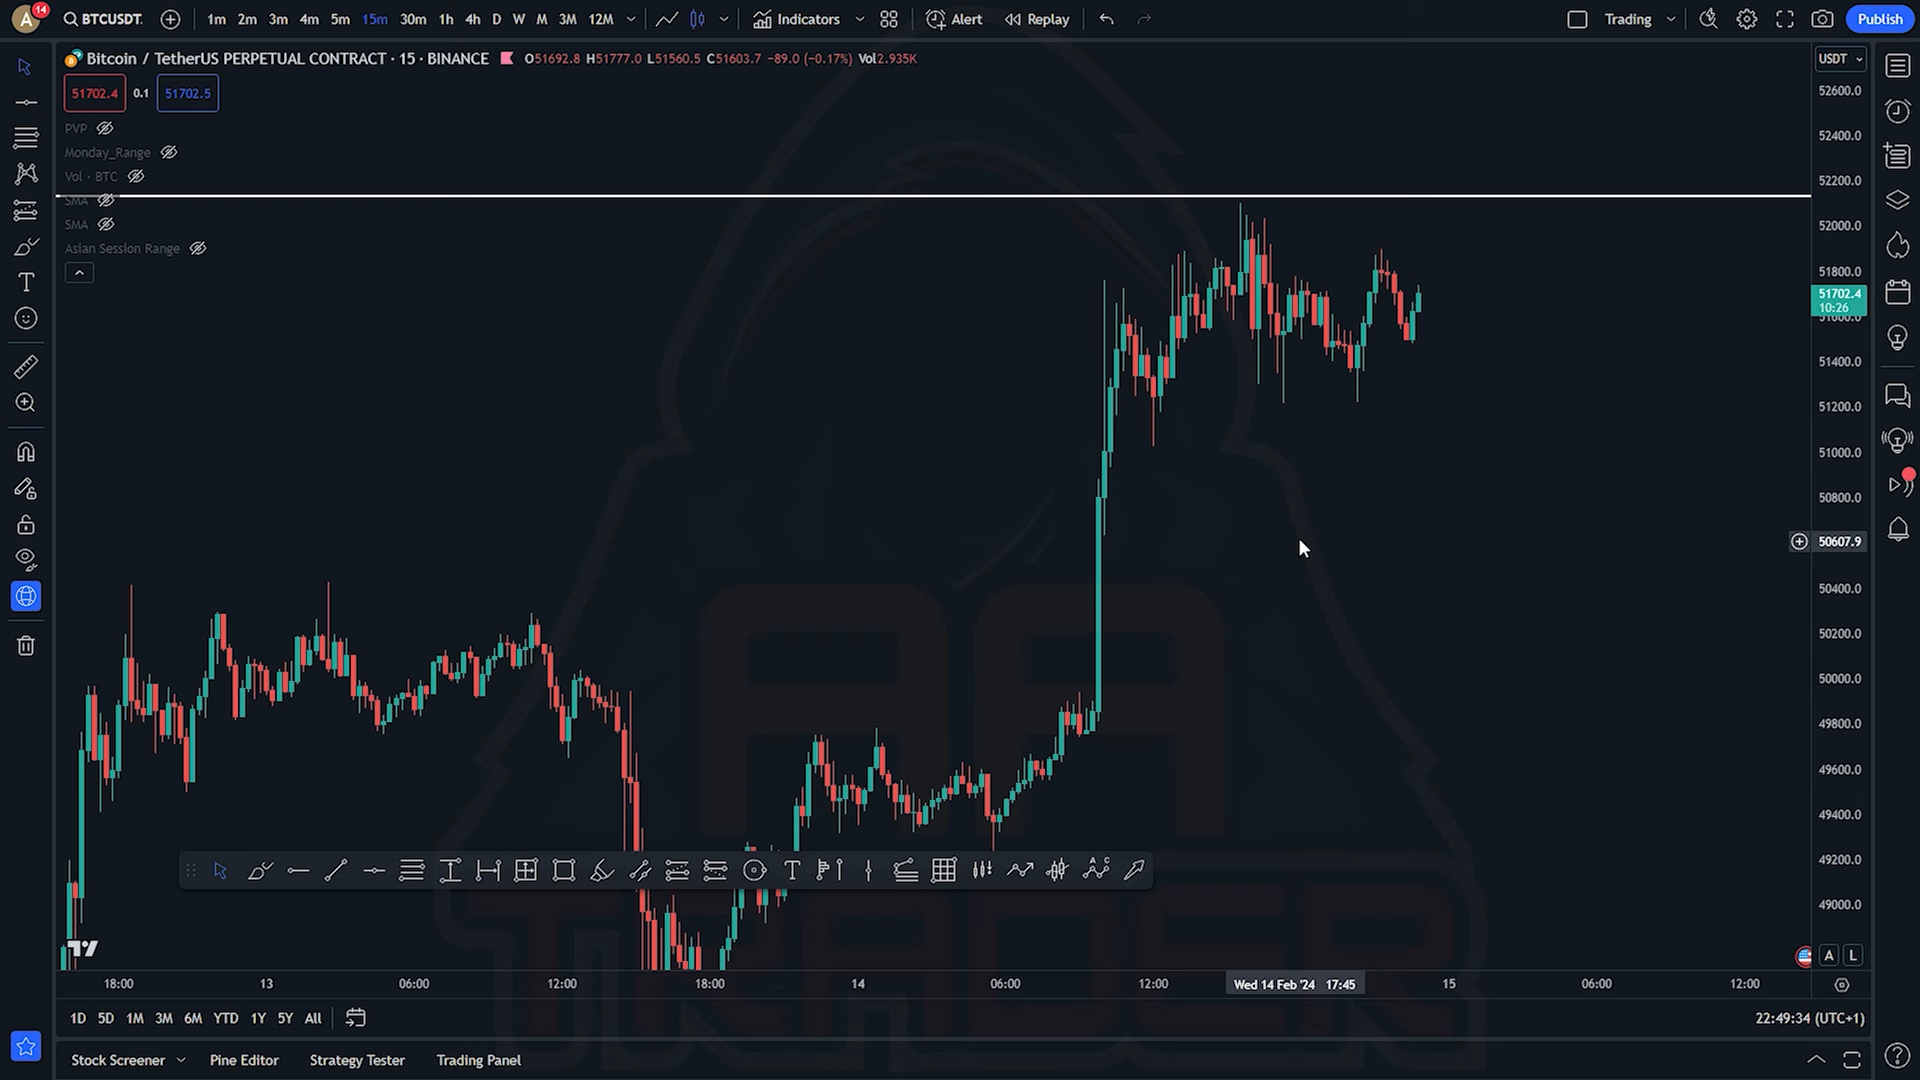 A 14 BTCUSDT. 1m 2m 3m 4m 5m 15m 30m 1h 4h D W M 3M 12M Indicators Alert Replay Trading Publish
Bitcoin / TetherUS PERPETUAL CONTRACT · 15 · BINANCE O51692.8 H51777.0 L51560.5 C51603.7 −89.0 (−0.17%) Vol2.935K
USDT
51702.4 0.1 51702.5
PVP
Monday_Range
Vol · BTC
SMA
SMA
Asian Session Range
52600.0
52400.0
52200.0
52000.0
51800.0
51702.4
10:26
51600.0
51400.0
51200.0
51000.0
50800.0
50607.9
50400.0
50200.0
50000.0
49800.0
49600.0
49400.0
49200.0
49000.0
AA
TRADER
A L
18:00 13 06:00 12:00 18:00 14 06:00 12:00 Wed 14 Feb '24 17:45 15 06:00 12:00
1D 5D 1M 3M 6M YTD 1Y 5Y All 22:49:34 (UTC+1)
Stock Screener Pine Editor Strategy Tester Trading Panel